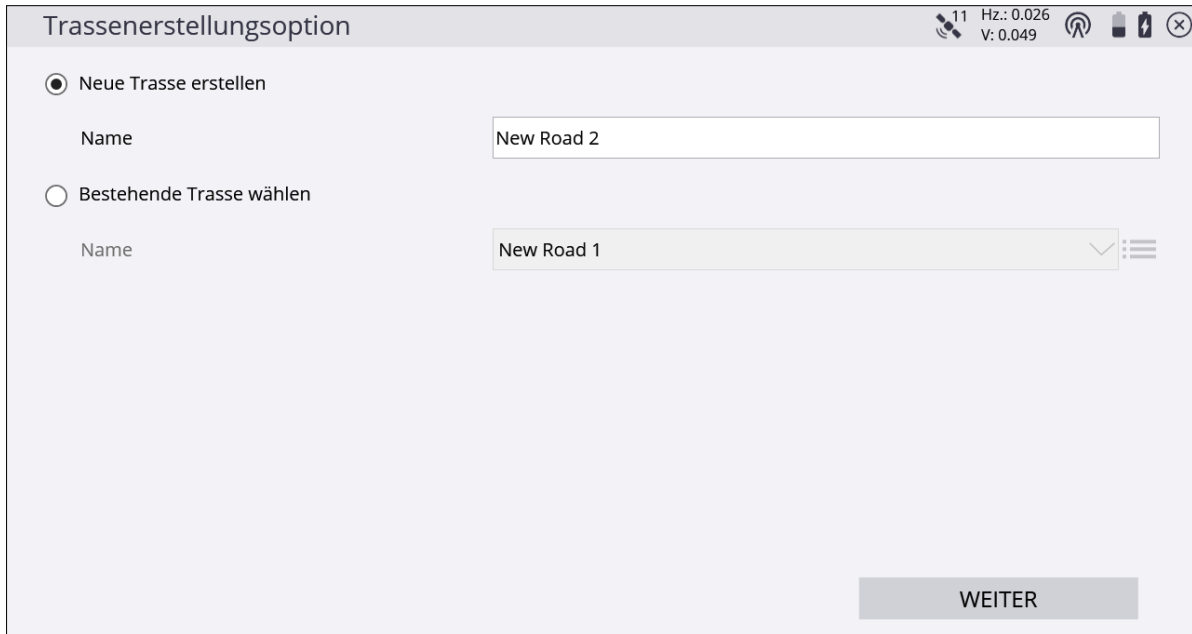 Trassenerstellungsoption
11
Hz.: 0.026
V: 0.049
Neue Trasse erstellen
Name
New Road 2
Bestehende Trasse wählen
Name
New Road 1
WEITER